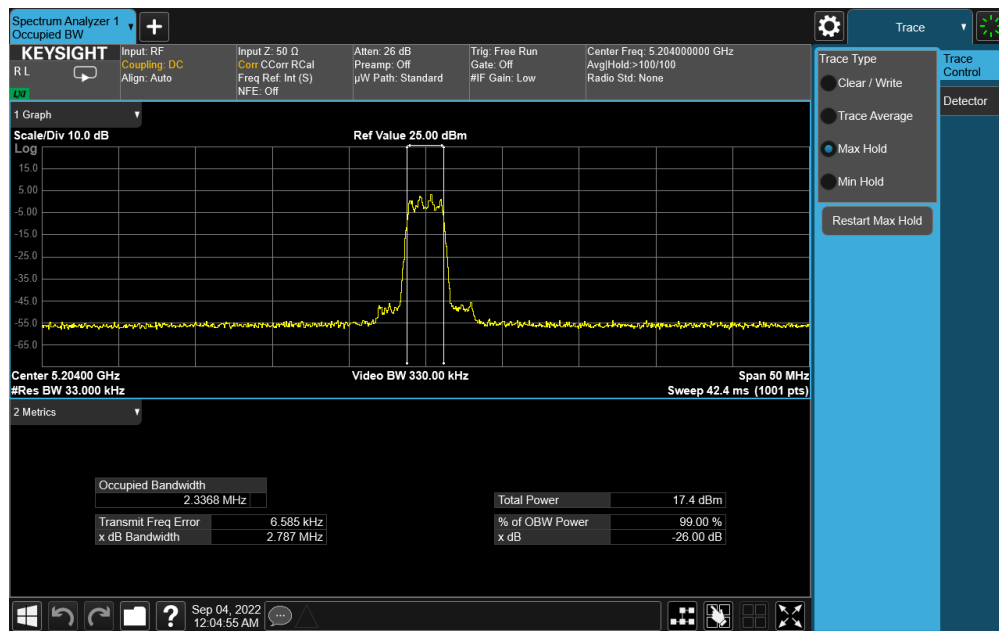 Spectrum Analyzer 1
Occupied BW
Trace
KEYSIGHT
R L
LXI
Input: RF
Coupling: DC
Align: Auto
Input Z: 50 Ω
Corr CCorr RCal
Freq Ref: Int (S)
NFE: Off
Atten: 26 dB
Preamp: Off
µW Path: Standard
Trig: Free Run
Gate: Off
#IF Gain: Low
Center Freq: 5.204000000 GHz
Avg|Hold:>100/100
Radio Std: None
Trace Type
Clear / Write
Trace Average
Max Hold
Min Hold
Restart Max Hold
Trace
Control
Detector
1 Graph
Scale/Div 10.0 dB
Ref Value 25.00 dBm
Log
15.0
5.00
-5.00
-15.0
-25.0
-35.0
-45.0
-55.0
-65.0
Center 5.20400 GHz
Video BW 330.00 kHz
Span 50 MHz
#Res BW 33.000 kHz
Sweep 42.4 ms (1001 pts)
2 Metrics
Occupied Bandwidth
2.3368 MHz
Total Power 17.4 dBm
Transmit Freq Error 6.585 kHz
% of OBW Power 99.00 %
x dB Bandwidth 2.787 MHz
x dB -26.00 dB
?
Sep 04, 2022
12:04:55 AM